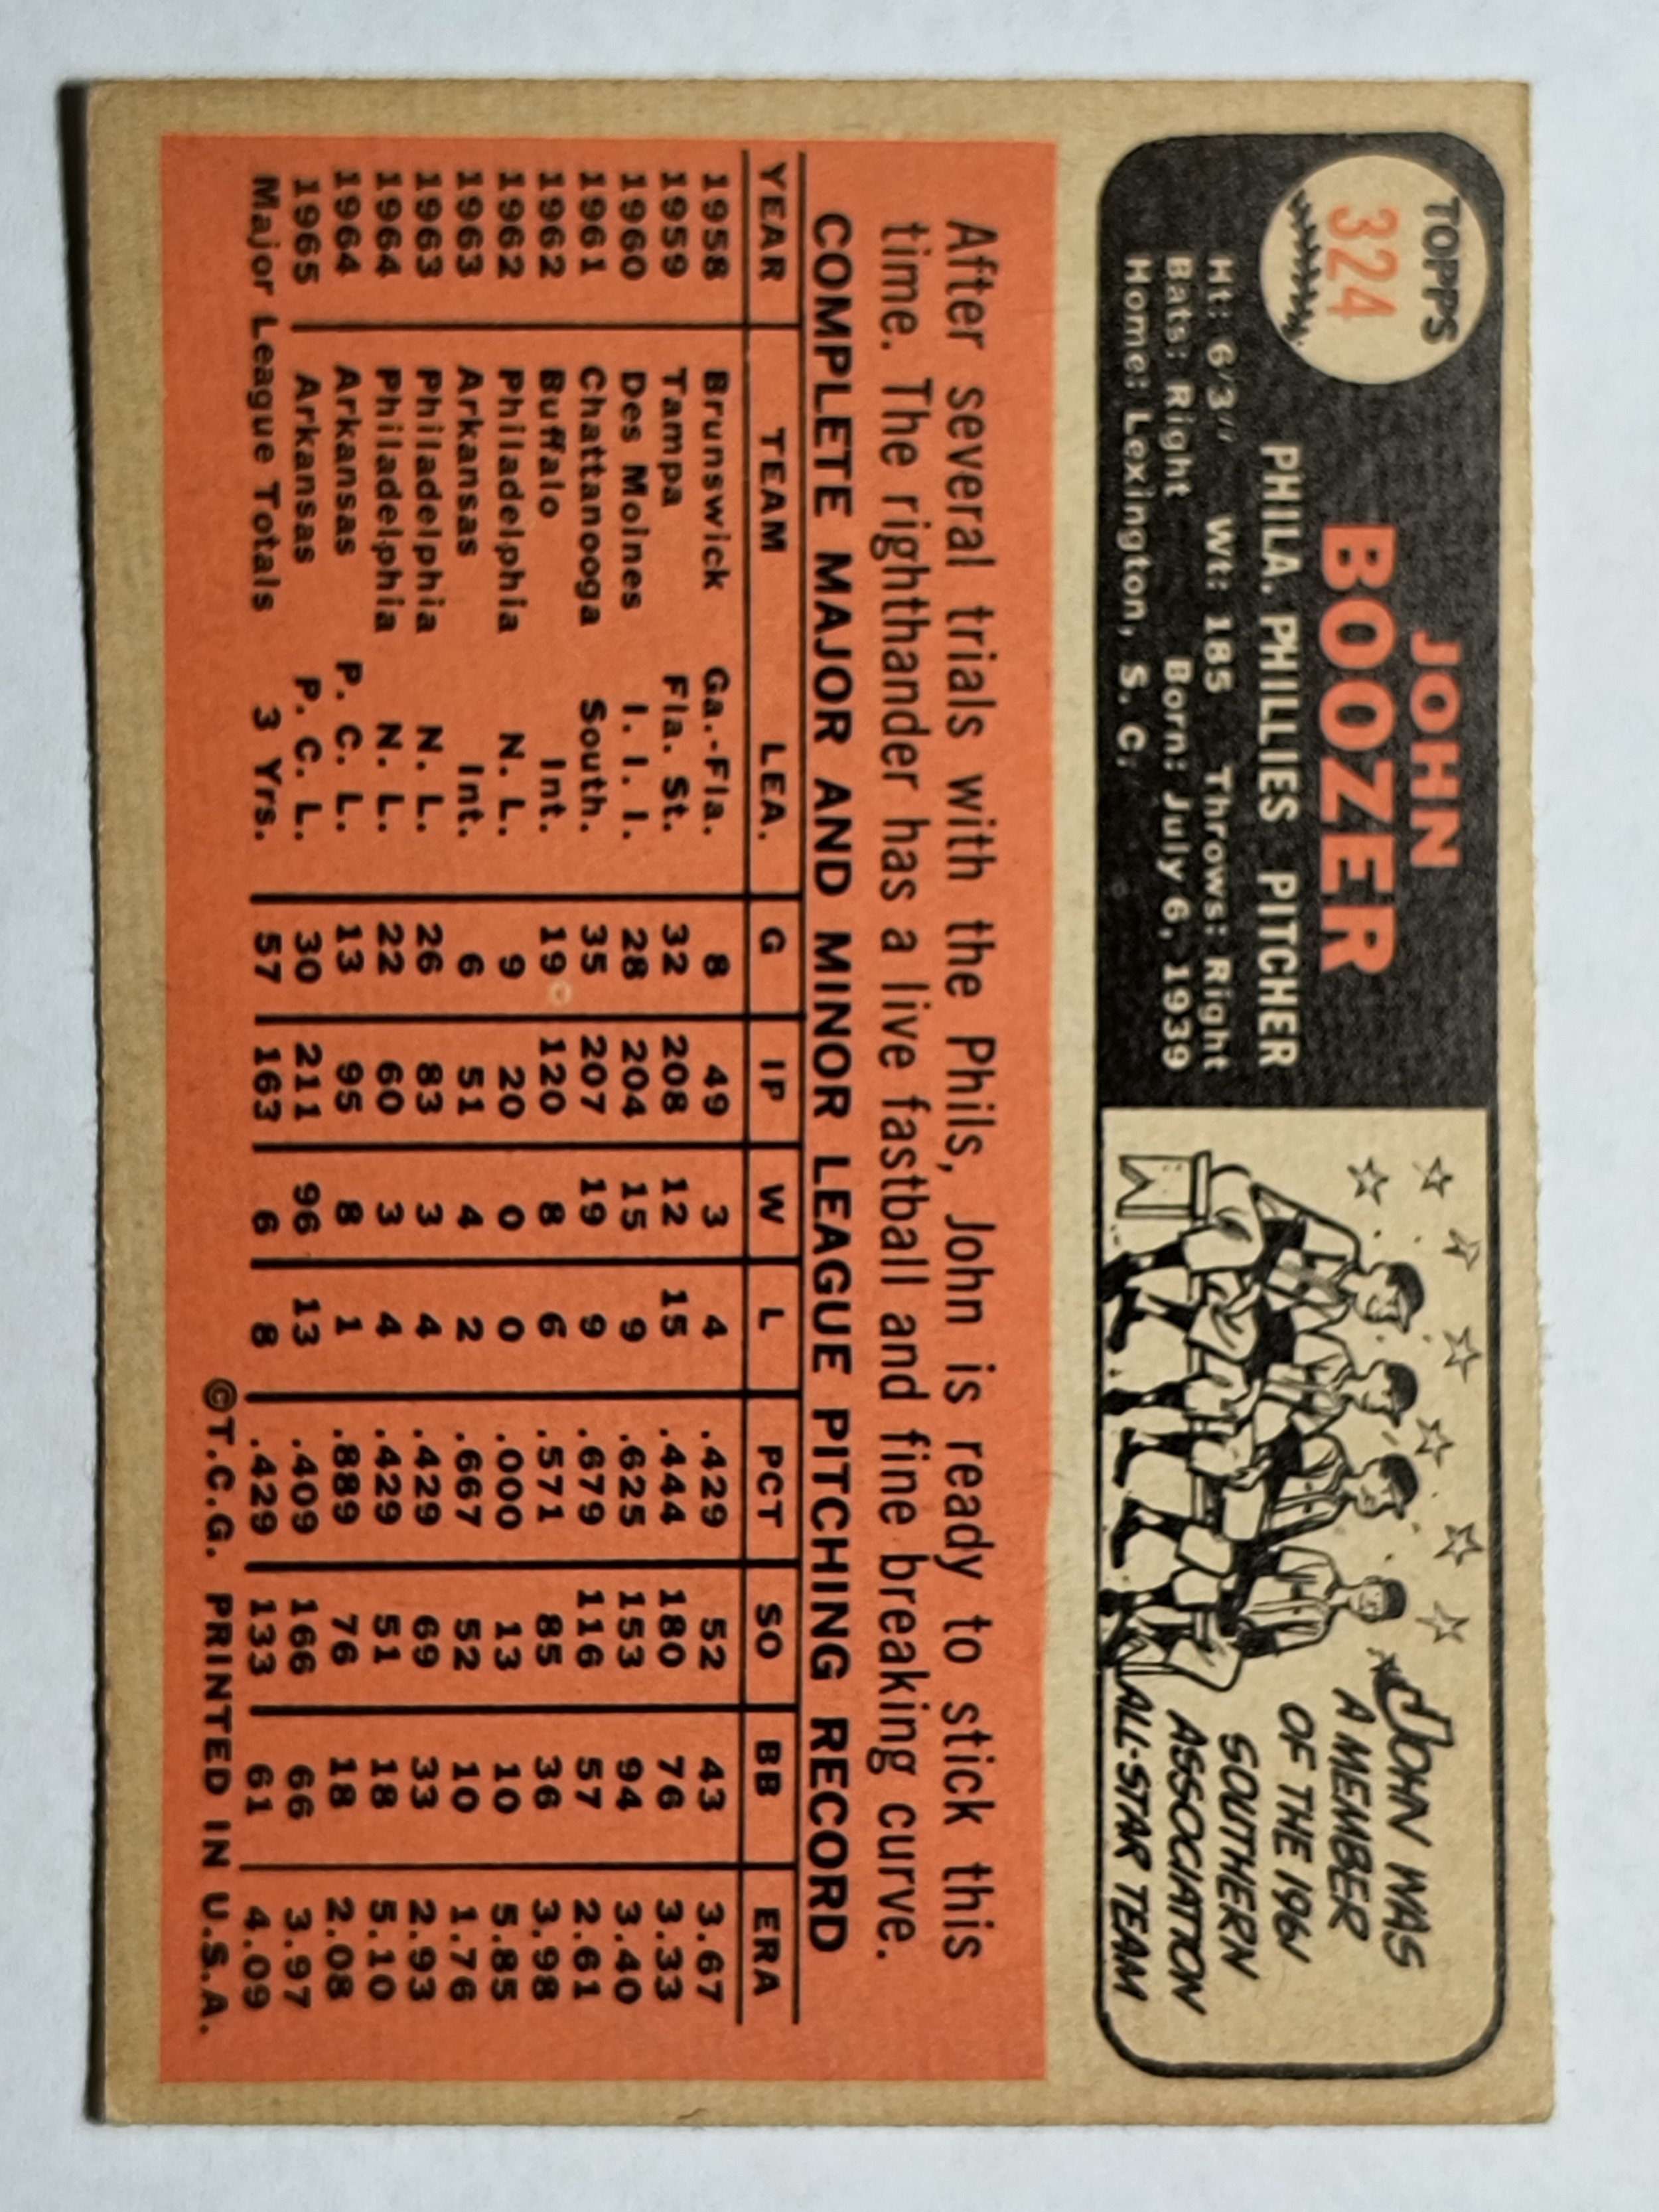 TOPPS
324
JOHN
BOOZER
PHILA. PHILLIES PITCHER
Ht: 6'3" Wt: 185 Throws: Right
Bats: Right Born: July 6, 1939
Home: Lexington, S. C.
JOHN WAS
A MEMBER
OF THE 1961
SOUTHERN
ASSOCIATION
ALL-STAR TEAM
After several trials with the Phils, John is ready to stick this
time. The righthander has a live fastball and fine breaking curve.
COMPLETE MAJOR AND MINOR LEAGUE PITCHING RECORD
YEAR TEAM LEA. G IP W L PCT SO BB ERA
1958 Brunswick Ga.-Fla. 8 49 3 4 .429 52 43 3.67
1959 Tampa Fla. St. 32 208 12 15 .444 180 76 3.33
1960 Des Moines I. I. I. 28 204 15 9 .625 153 94 3.40
1961 Chattanooga South. 35 207 19 9 .679 116 57 2.61
1962 Buffalo Int. 19 120 8 6 .571 85 36 3.98
1962 Philadelphia N. L. 9 20 0 0 .000 13 10 5.85
1963 Arkansas Int. 6 51 4 2 .667 52 10 1.76
1963 Philadelphia N. L. 26 83 3 4 .429 69 33 2.93
1964 Philadelphia N. L. 22 60 3 4 .429 51 18 5.10
1964 Arkansas P. C. L. 13 95 8 1 .889 76 18 2.08
1965 Arkansas P. C. L. 30 211 96 13 .409 166 66 3.97
Major League Totals 3 Yrs. 57 163 6 8 .429 133 61 4.09
©T.C.G. PRINTED IN U.S.A.